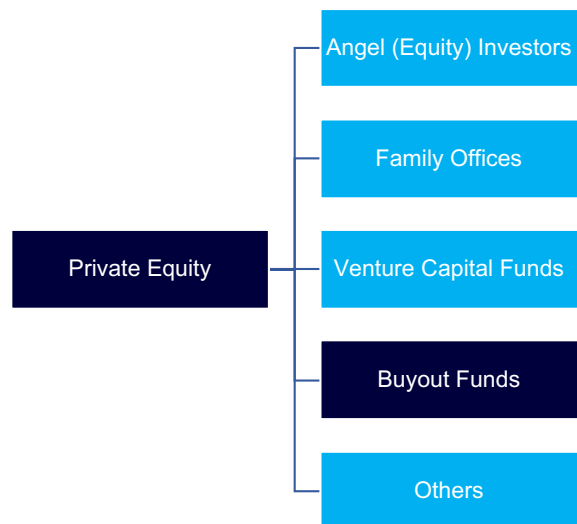 Angel (Equity) Investors
Family Offices
Private Equity
Venture Capital Funds
Buyout Funds
Others